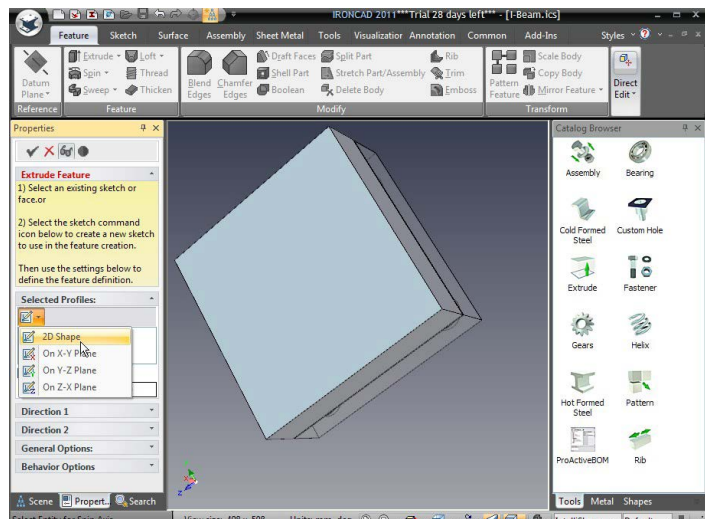 IRONCAD 2011***Trial 28 days left*** - [I-Beam.ics]
Feature Sketch Surface Assembly Sheet Metal Tools Visualization Annotation Common Add-Ins Styles
Datum Plane
Extrude Loft
Spin Thread
Sweep Thicken
Blend Edges
Chamfer Edges
Draft Faces Split Part Rib
Shell Part Stretch Part/Assembly Trim
Boolean Delete Body Emboss
Pattern Feature
Scale Body
Copy Body
Mirror Feature
Direct Edit
Reference Feature Modify Transform
Properties
Extrude Feature
1) Select an existing sketch or
face.or
2) Select the sketch command
icon below to create a new sketch
to use in the feature creation.
Then use the settings below to
define the feature definition.
Selected Profiles:
2D Shape
On X-Y Plane
On Y-Z Plane
On Z-X Plane
Direction 1
Direction 2
General Options:
Behavior Options
Scene Propert... Search
Catalog Browser
Assembly Bearing
Cold Formed Steel
Custom Hole
Extrude Fastener
Gears Helix
Hot Formed Steel
Pattern
ProActiveBOM Rib
Tools Metal Shapes
z x